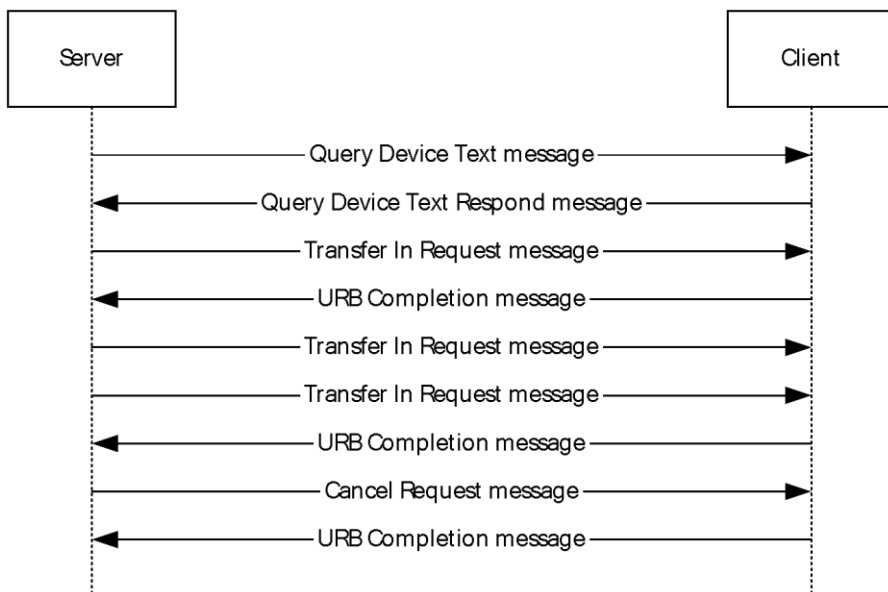 Server
Client
Query Device Text message
Query Device Text Respond message
Transfer In Request message
URB Completion message
Transfer In Request message
Transfer In Request message
URB Completion message
Cancel Request message
URB Completion message